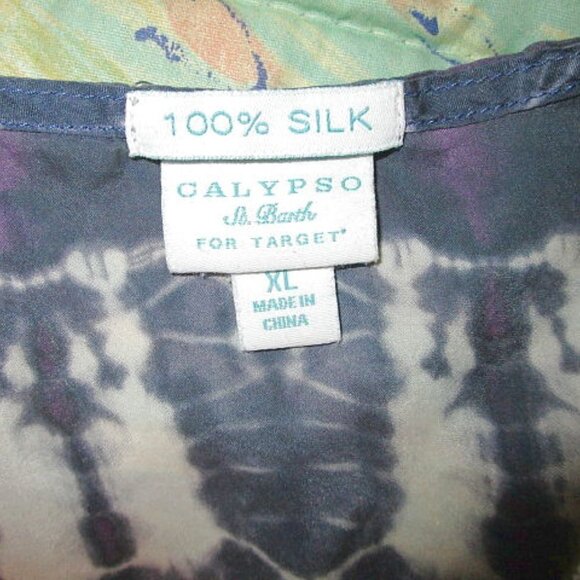 100% SILK
CALYPSO
St. Barth
FOR TARGET®
XL
MADE IN
CHINA